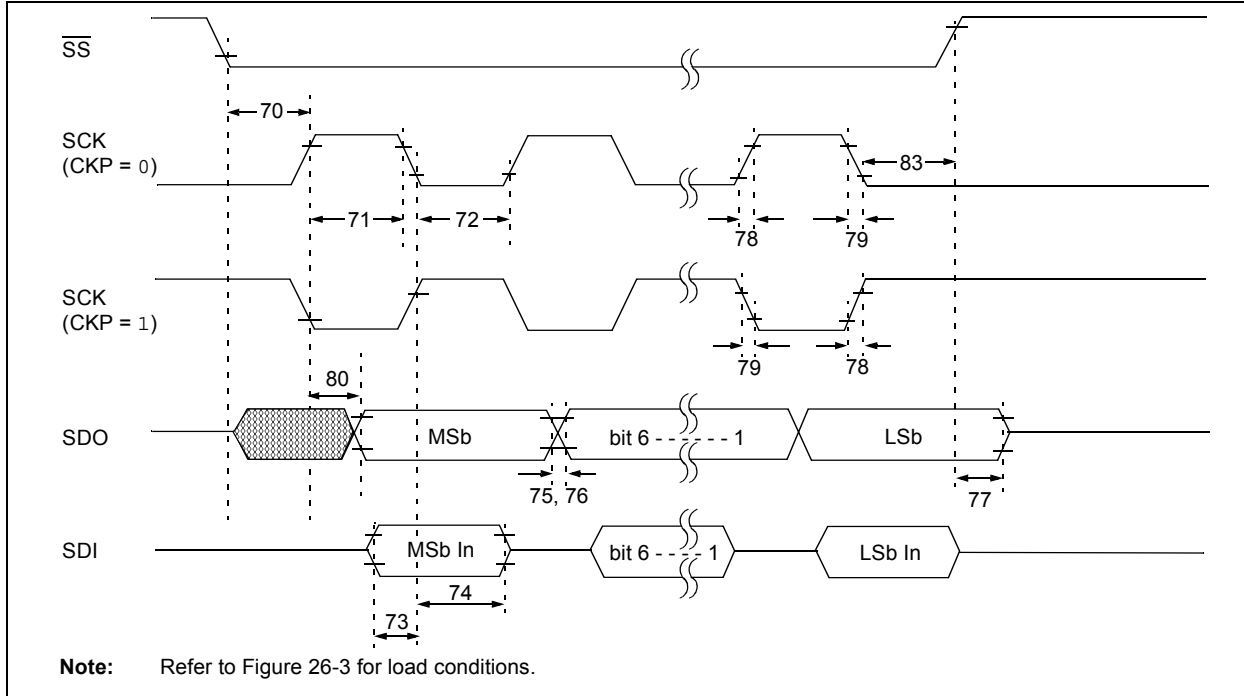 SS
70
SCK
(CKP = 0)
83
71
72
78
79
SCK
(CKP = 1)
79
78
80
SDO
MSb
bit 6 - - - - - - 1
LSb
75, 76
77
SDI
MSb In
bit 6 - - - - 1
LSb In
74
73
Note: Refer to Figure 26-3 for load conditions.